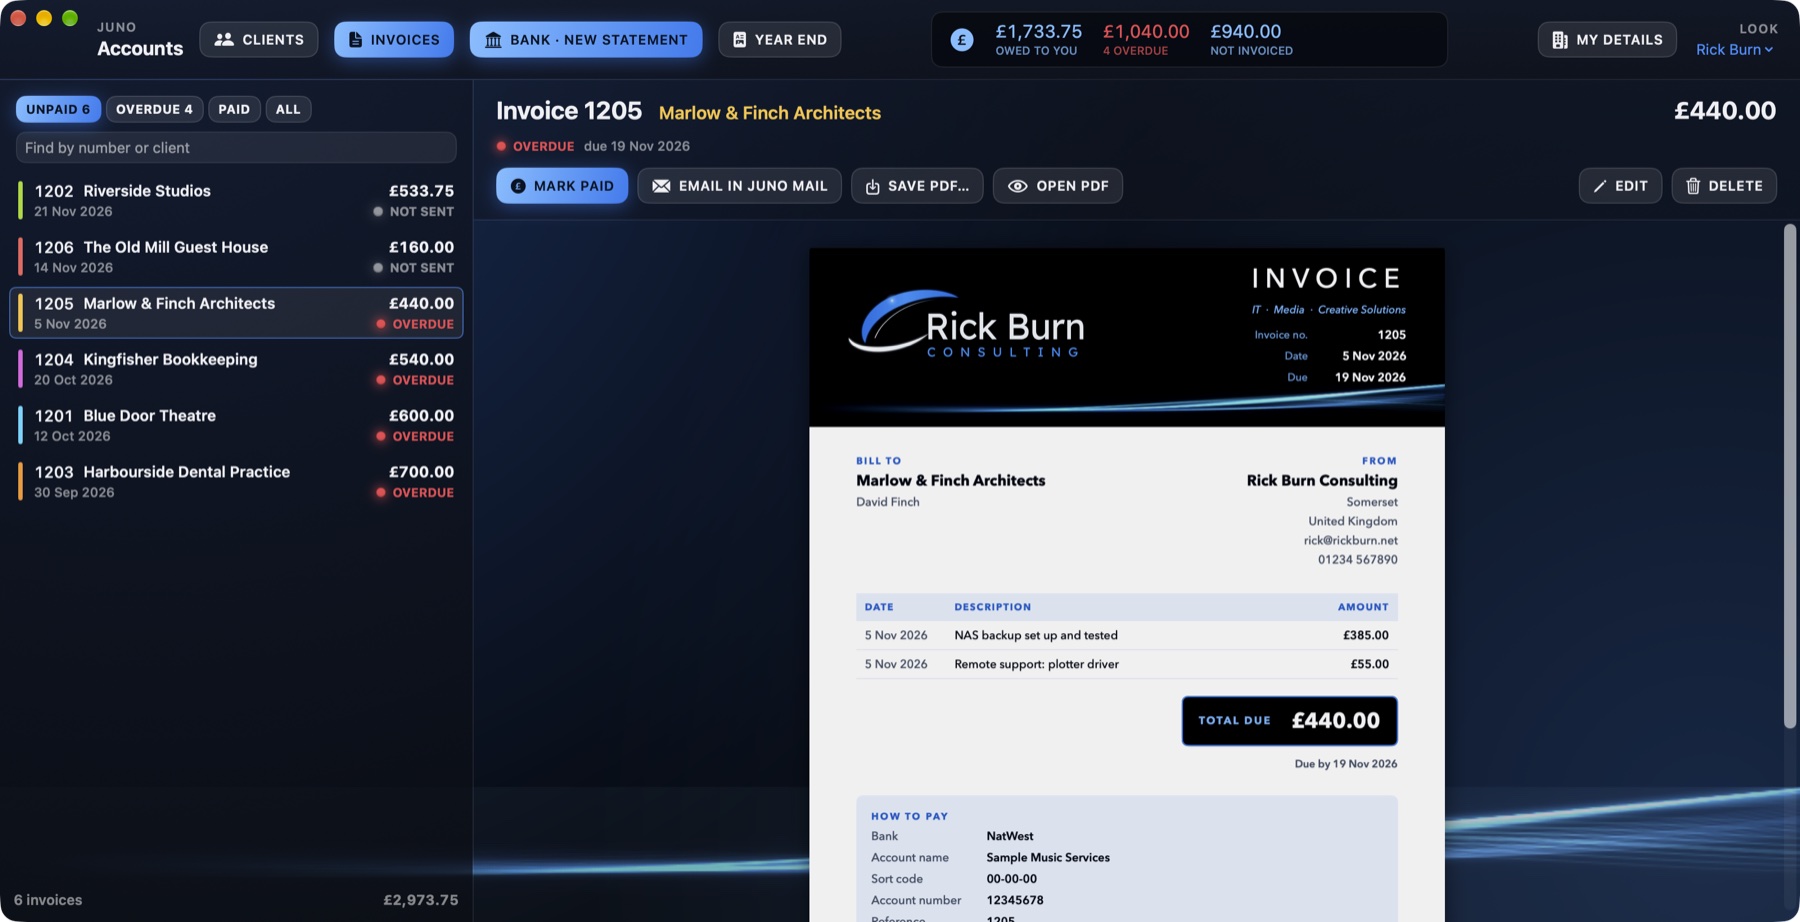 JUNO
Accounts
CLIENTS
INVOICES
BANK · NEW STATEMENT
YEAR END
£
£1,733.75
OWED TO YOU
£1,040.00
4 OVERDUE
£940.00
NOT INVOICED
MY DETAILS
LOOK
Rick Burn
UNPAID 6
OVERDUE 4
PAID
ALL
Find by number or client
1202 Riverside Studios £533.75
21 Nov 2026 NOT SENT
1206 The Old Mill Guest House £160.00
14 Nov 2026 NOT SENT
1205 Marlow & Finch Architects £440.00
5 Nov 2026 OVERDUE
1204 Kingfisher Bookkeeping £540.00
20 Oct 2026 OVERDUE
1201 Blue Door Theatre £600.00
12 Oct 2026 OVERDUE
1203 Harbourside Dental Practice £700.00
30 Sep 2026 OVERDUE
6 invoices £2,973.75
Invoice 1205 Marlow & Finch Architects £440.00
OVERDUE due 19 Nov 2026
MARK PAID
EMAIL IN JUNO MAIL
SAVE PDF...
OPEN PDF
EDIT
DELETE
Rick Burn
CONSULTING
INVOICE
IT · Media · Creative Solutions
Invoice no. 1205
Date 5 Nov 2026
Due 19 Nov 2026
BILL TO
Marlow & Finch Architects
David Finch
FROM
Rick Burn Consulting
Somerset
United Kingdom
rick@rickburn.net
01234 567890
DATE DESCRIPTION AMOUNT
5 Nov 2026 NAS backup set up and tested £385.00
5 Nov 2026 Remote support: plotter driver £55.00
TOTAL DUE £440.00
Due by 19 Nov 2026
HOW TO PAY
Bank NatWest
Account name Sample Music Services
Sort code 00-00-00
Account number 12345678
Reference 1205